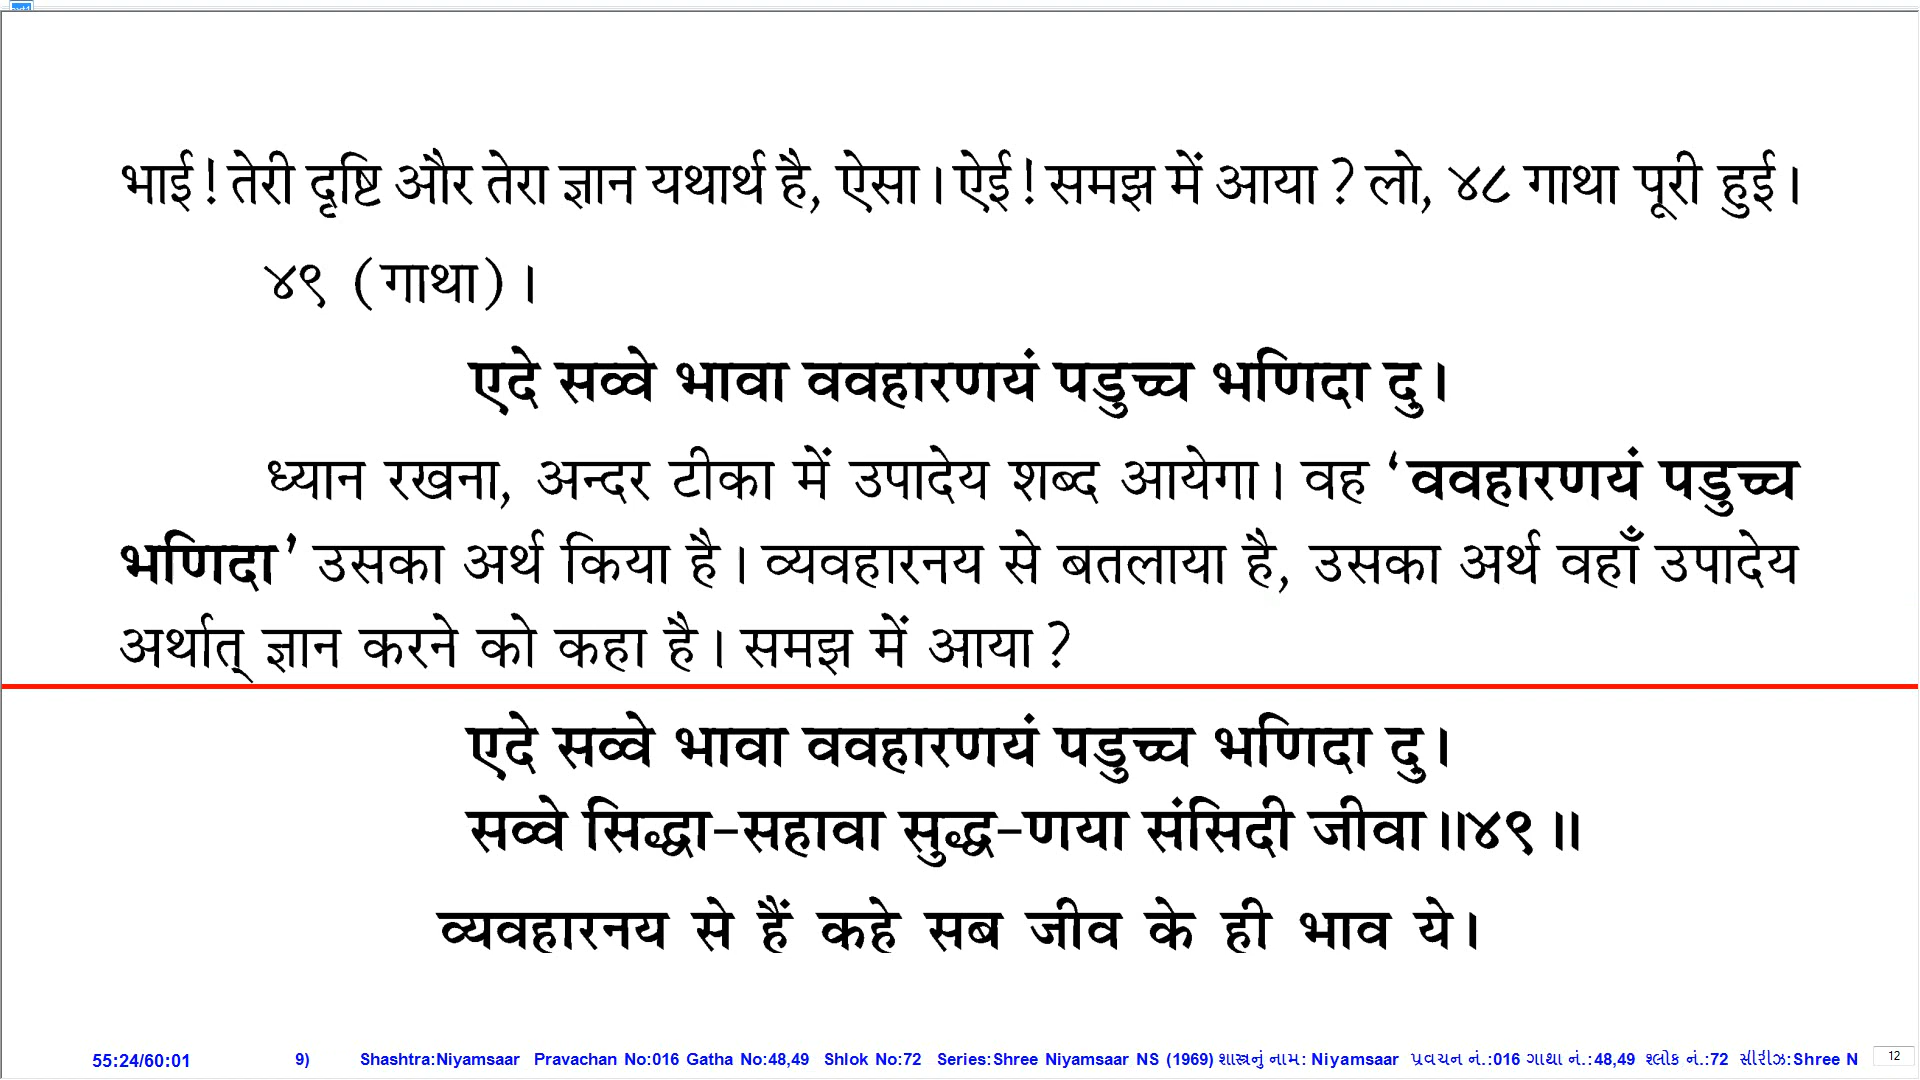 भाई! तेरी दृष्टि और तेरा ज्ञान यथार्थ है, ऐसा। ऐई! समझ में आया? लो, ४८ गाथा पूरी हुई।
४९ (गाथा)।
एदे सव्वे भावा ववहारणयं पडुच्च भणिदा दु।
ध्यान रखना, अन्दर टीका में उपादेय शब्द आयेगा। वह ‘ववहारणयं पडुच्च
भणिदा’ उसका अर्थ किया है। व्यवहारनय से बतलाया है, उसका अर्थ वहाँ उपादेय
अर्थात् ज्ञान करने को कहा है। समझ में आया?
एदे सव्वे भावा ववहारणयं पडुच्च भणिदा दु।
सव्वे सिद्धा-सहावा सुद्ध-णया संसिदी जीवा॥४९॥
व्यवहारनय से हैं कहे सब जीव के ही भाव ये।
55:24/60:01 9) Shashtra:Niyamsaar Pravachan No:016 Gatha No:48,49 Shlok No:72 Series:Shree Niyamsaar NS (1969) શાસ્ત્રનું નામ: Niyamsaar પ્રવચન નં.:016 ગાથા નં.:48,49 શ્લોક નં.:72 સીરીઝ:Shree N 12